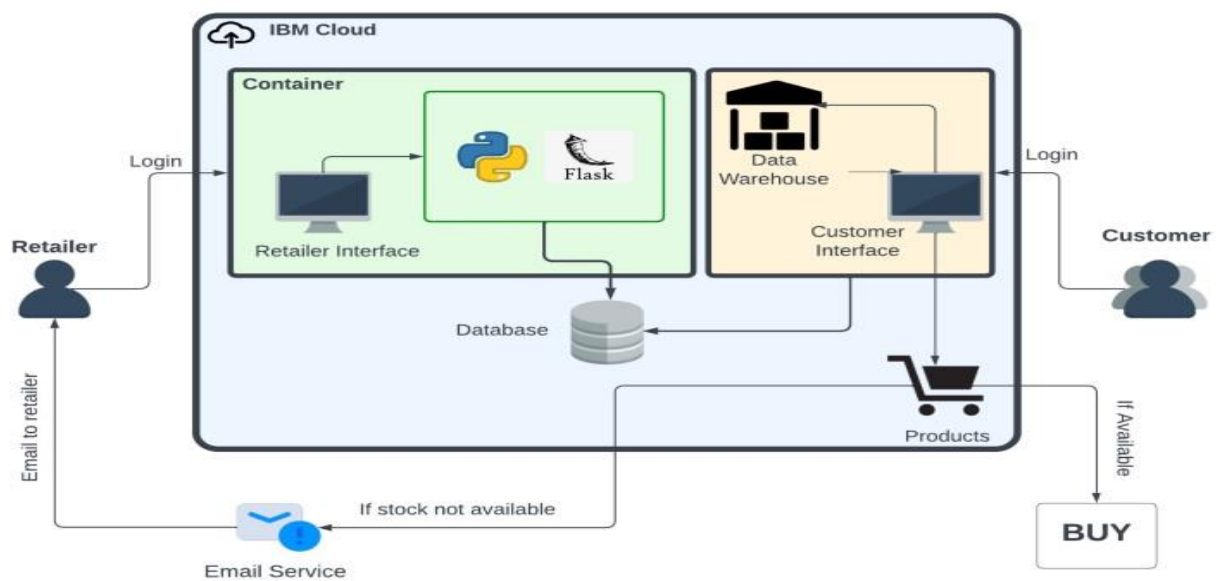 IBM Cloud
Container
Login
Flask
Data
Warehouse
Login
Retailer Interface
Customer
Interface
Retailer
Customer
Database
Email to retailer
Products
If Available
If stock not available
BUY
Email Service